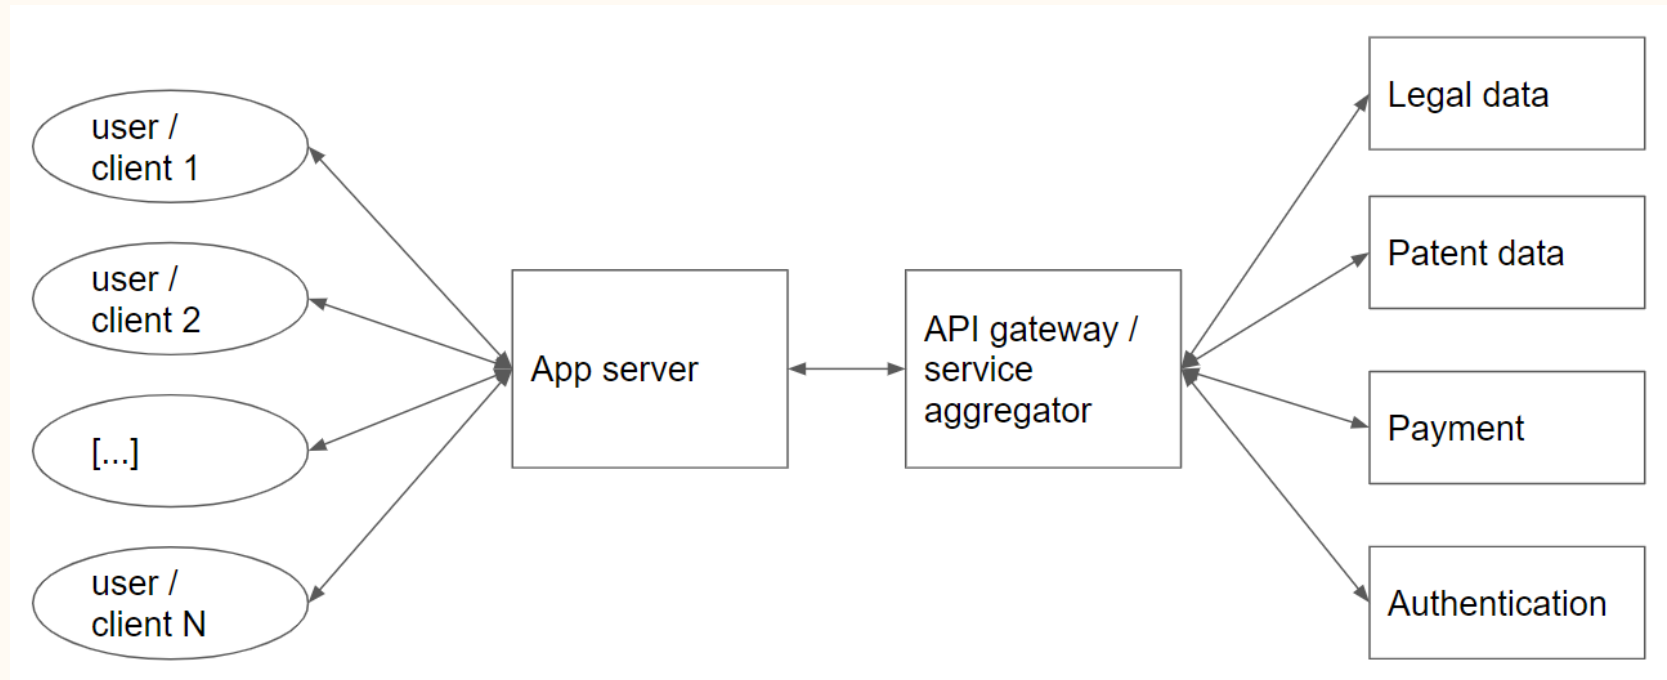 user /
client 1
user /
client 2
[...]
user /
client N
App server
API gateway /
service
aggregator
Legal data
Patent data
Payment
Authentication